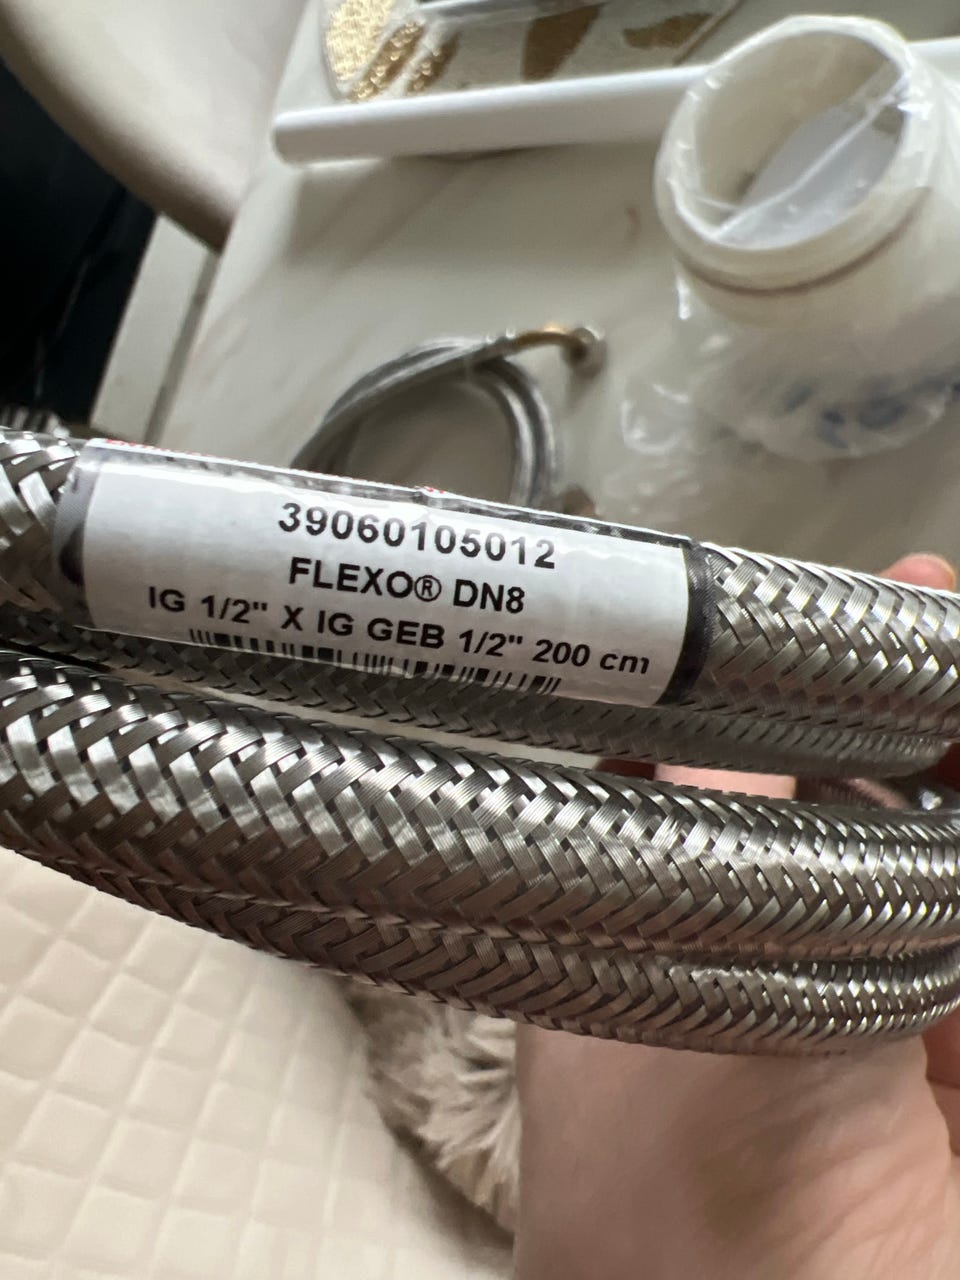 39060105012
FLEXO® DN8
IG 1/2" X IG GEB 1/2" 200 cm